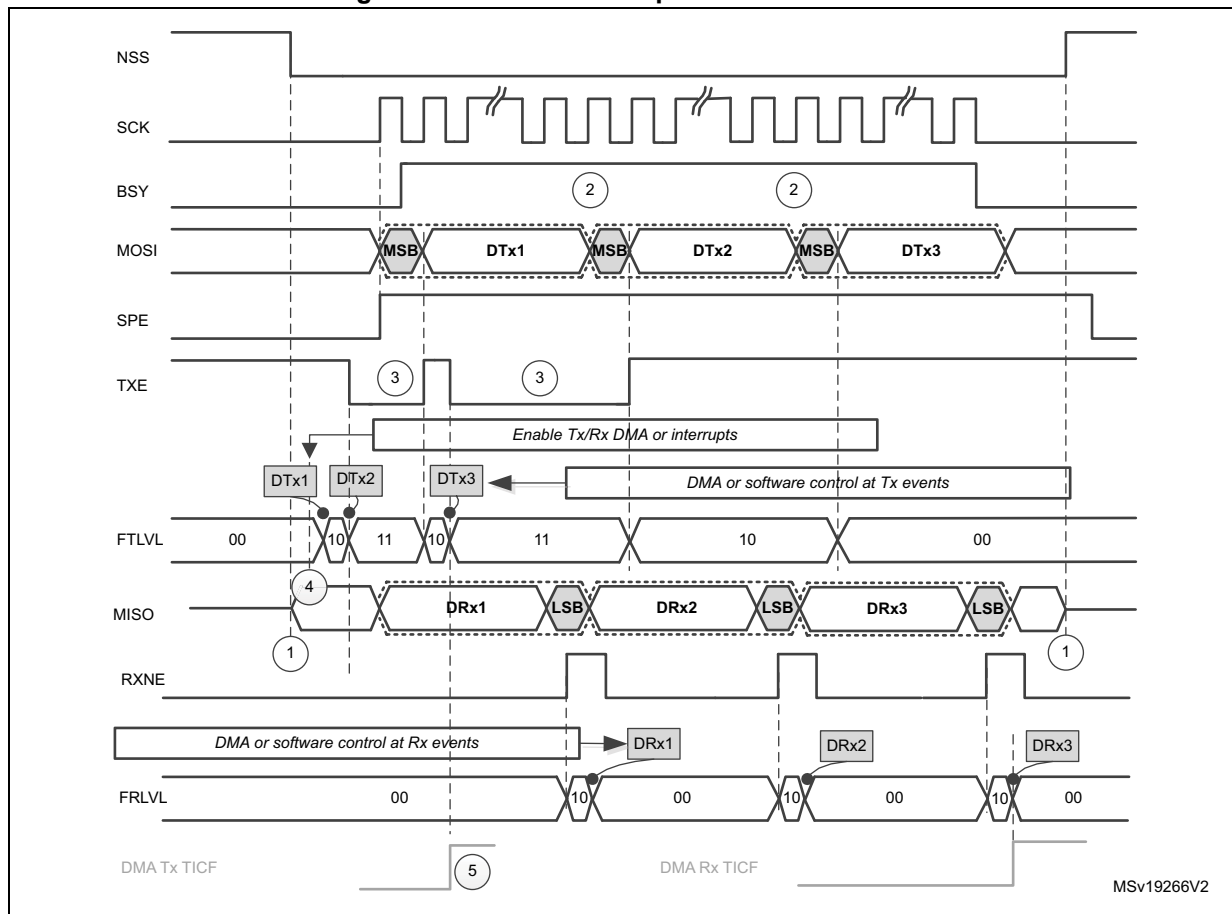 NSS
SCK
BSY
2 2
MOSI MSB DTx1 MSB DTx2 MSB DTx3
SPE
TXE
3 3
Enable Tx/Rx DMA or interrupts
DTx1 DTx2 DTx3 DMA or software control at Tx events
FTLVL 00 10 11 10 11 10 00
4
MISO DRx1 LSB DRx2 LSB DRx3 LSB
1 1
RXNE
DMA or software control at Rx events DRx1 DRx2 DRx3
FRLVL 00 10 00 10 00 10 00
DMA Tx TICF 5 DMA Rx TICF
MSv19266V2